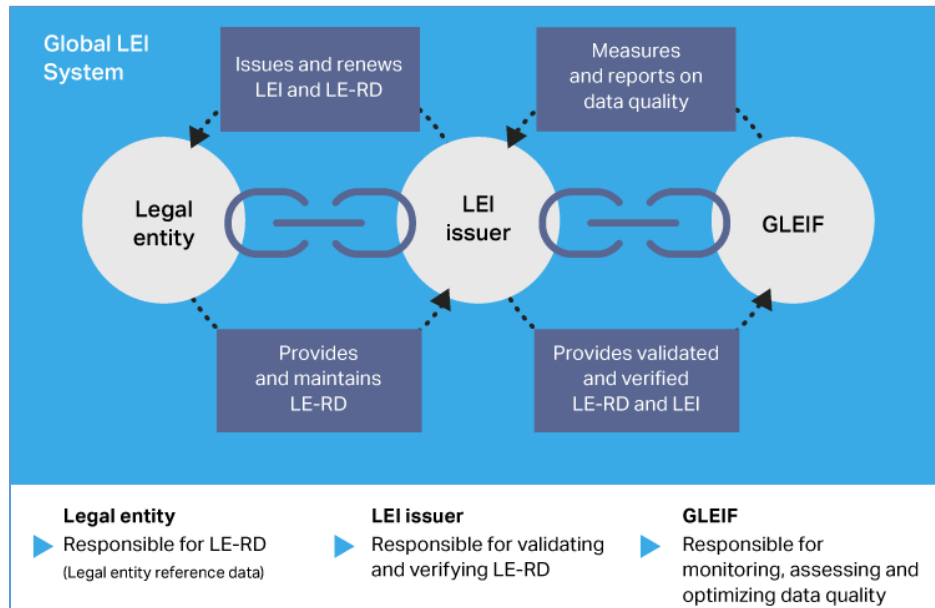 Global LEI
System
Issues and renews
LEI and LE-RD
Measures
and reports on
data quality
Legal
entity
LEI
issuer
GLEIF
Provides
and maintains
LE-RD
Provides validated
and verified
LE-RD and LEI
Legal entity
Responsible for LE-RD
(Legal entity reference data)
LEI issuer
Responsible for validating
and verifying LE-RD
GLEIF
Responsible for
monitoring, assessing and
optimizing data quality